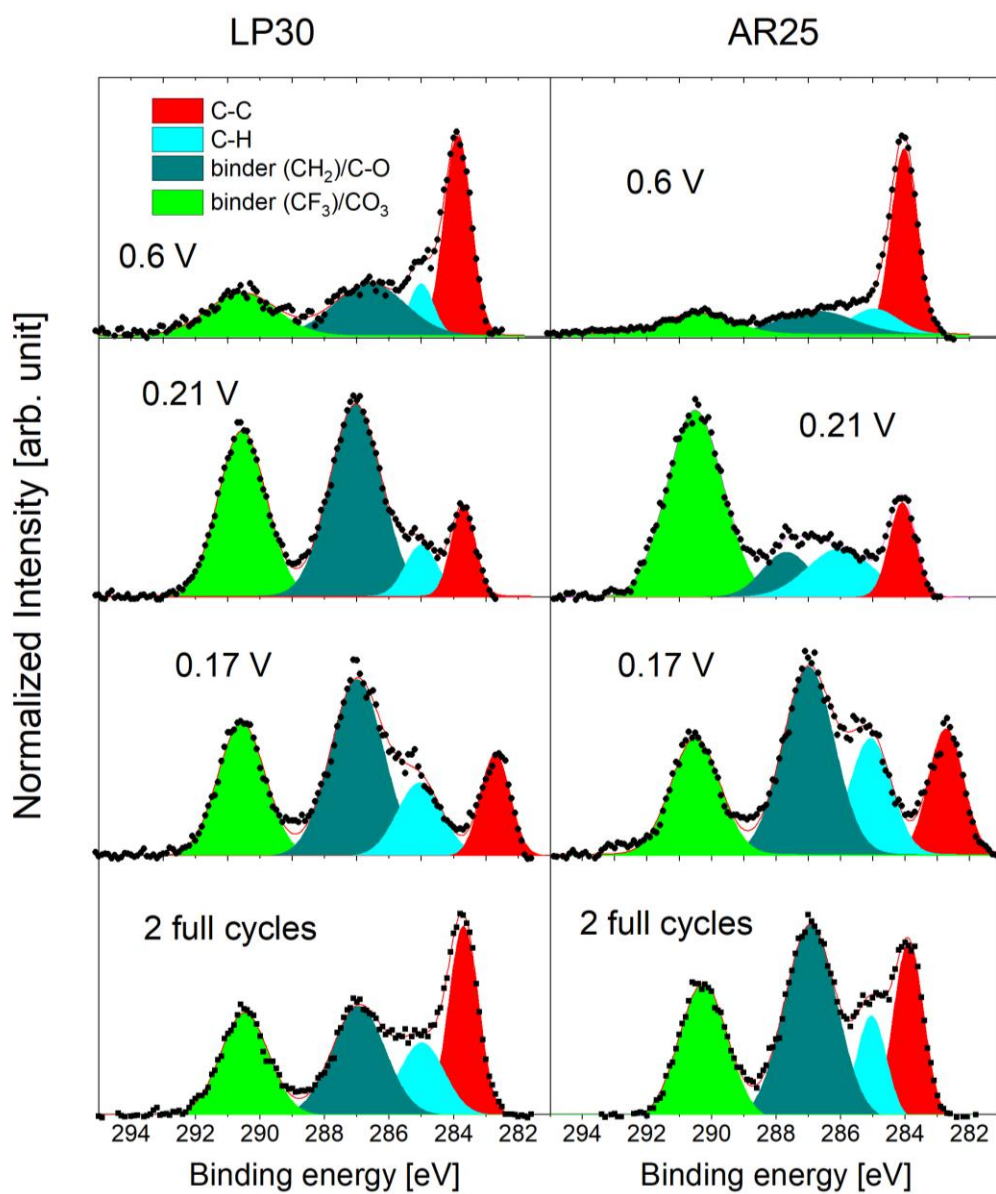 LP30
AR25
C-C
C-H
binder (CH₂)/C-O
binder (CF₃)/CO₃
0.6 V
0.6 V
0.21 V
0.21 V
0.17 V
0.17 V
2 full cycles
2 full cycles
Normalized Intensity [arb. unit]
294 292 290 288 286 284 282
294 292 290 288 286 284 282
Binding energy [eV]
Binding energy [eV]